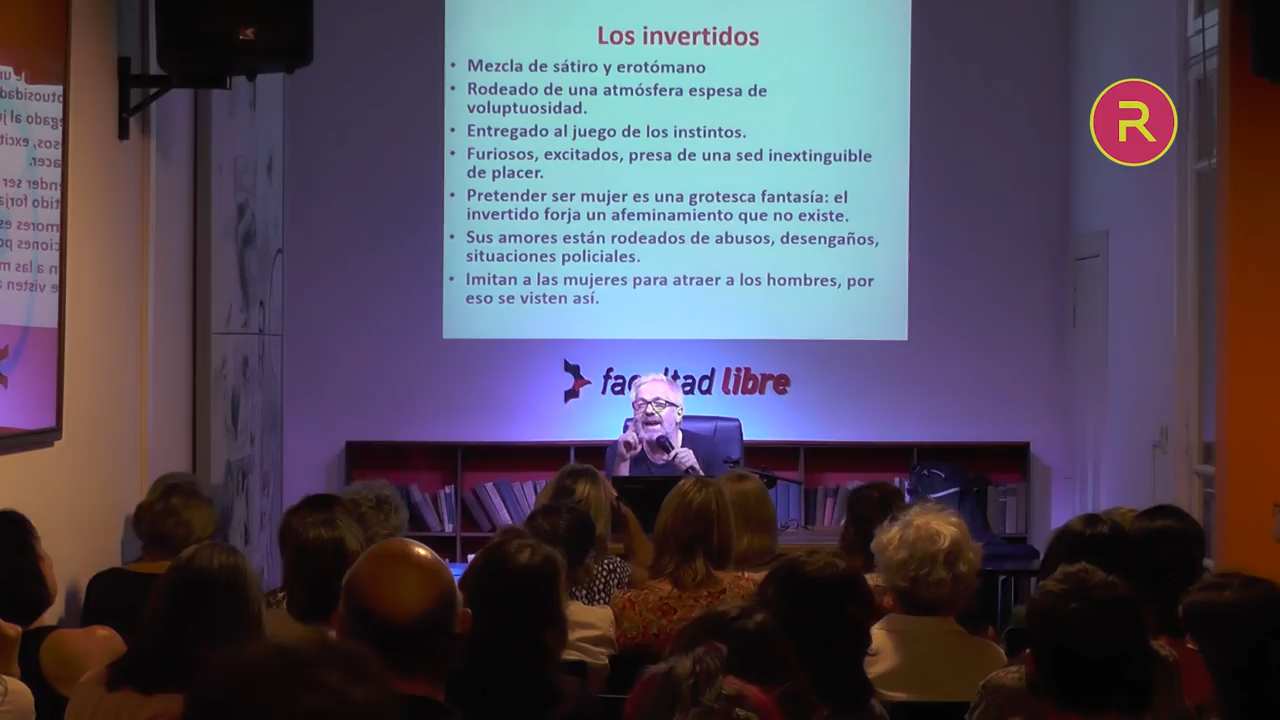 Los invertidos
• Mezcla de sátiro y erotómano
• Rodeado de una atmósfera espesa de
voluptuosidad.
• Entregado al juego de los instintos.
• Furiosos, excitados, presa de una sed inextinguible
de placer.
• Pretender ser mujer es una grotesca fantasía: el
invertido forja un afeminamiento que no existe.
• Sus amores están rodeados de abusos, desengaños,
situaciones policiales.
• Imitan a las mujeres para atraer a los hombres, por
eso se visten así.
R
facultad libre